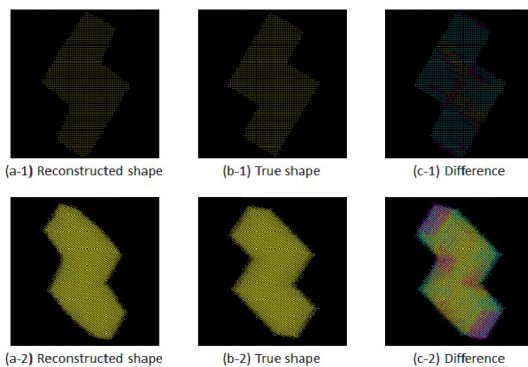 (a-1) Reconstructed shape (b-1) True shape (c-1) Difference
(a-2) Reconstructed shape (b-2) True shape (c-2) Difference